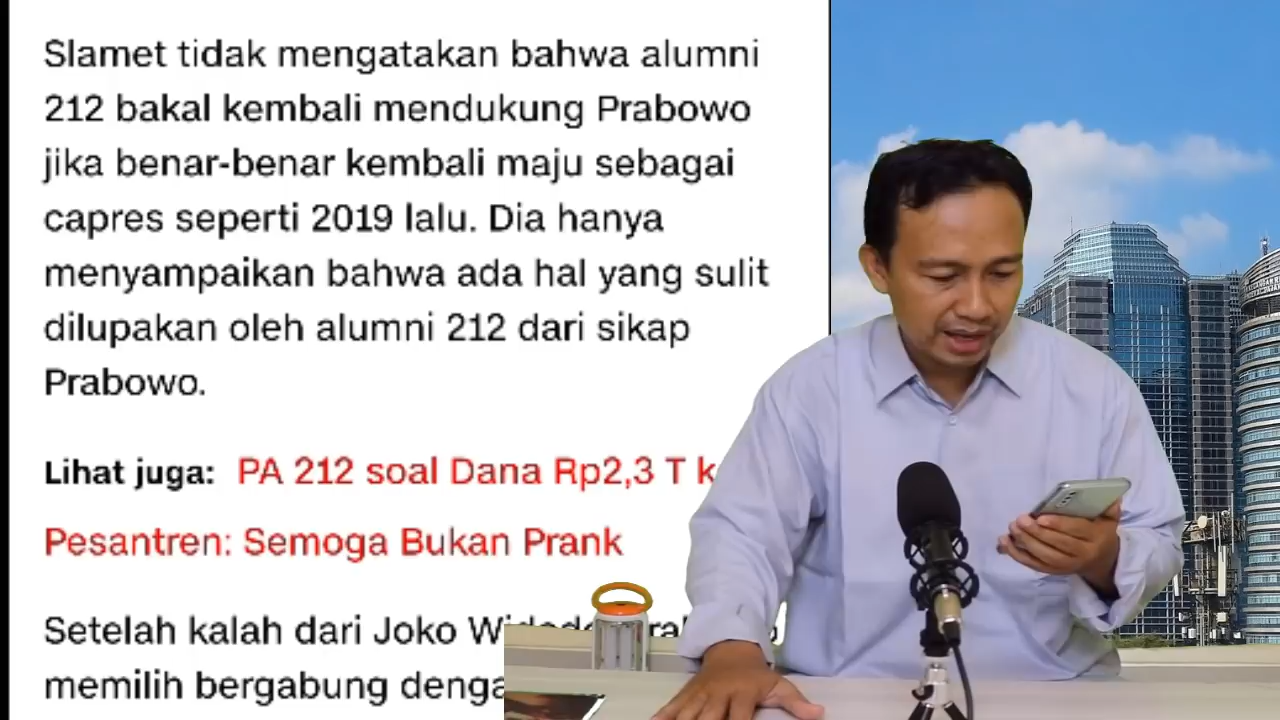 Slamet tidak mengatakan bahwa alumni
212 bakal kembali mendukung Prabowo
jika benar-benar kembali maju sebagai
capres seperti 2019 lalu. Dia hanya
menyampaikan bahwa ada hal yang sulit
dilupakan oleh alumni 212 dari sikap
Prabowo.
Lihat juga: PA 212 soal Dana Rp2,3 T
Pesantren: Semoga Bukan Prank
Setelah kalah dari Joko
memilih bergabung